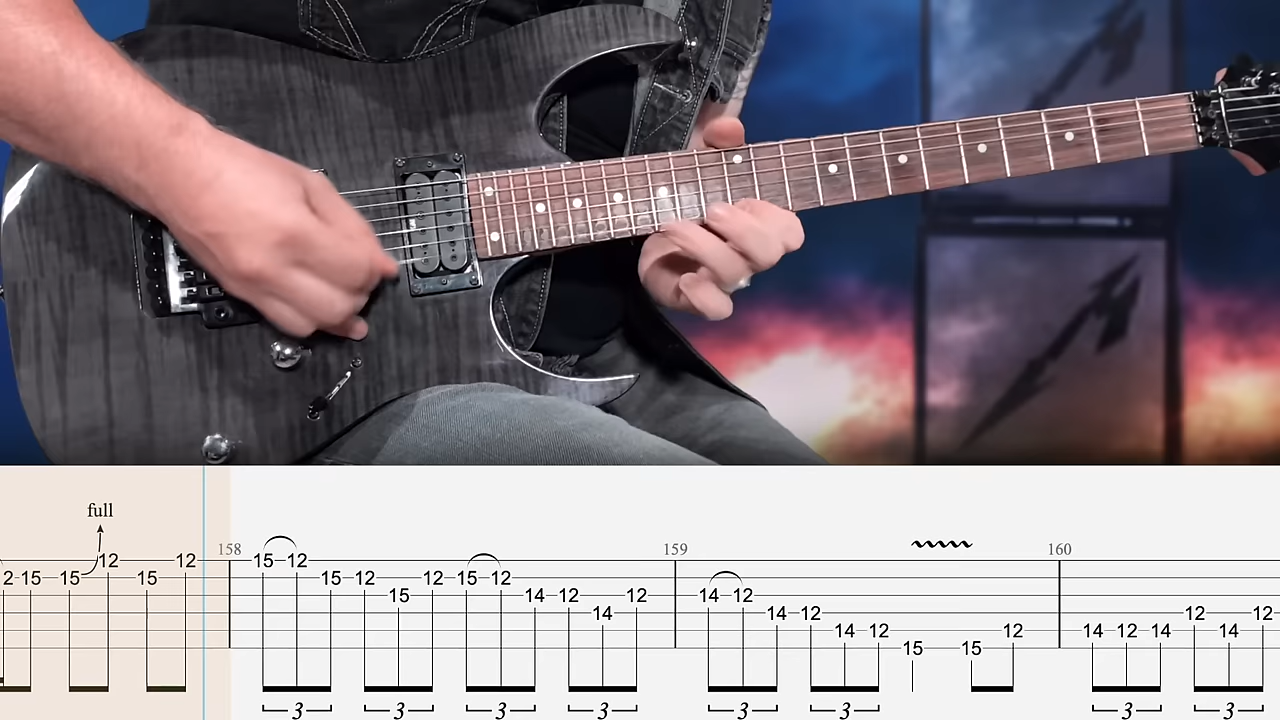 full
12 12
158 15 12 15 12 159 160
2 15 15 15 15 12 12 15 12
15 14 12 12 14 12
14 14 12 12 12
14 12 14 12 14
15 15 12
3 3 3 3 3 3 3 3